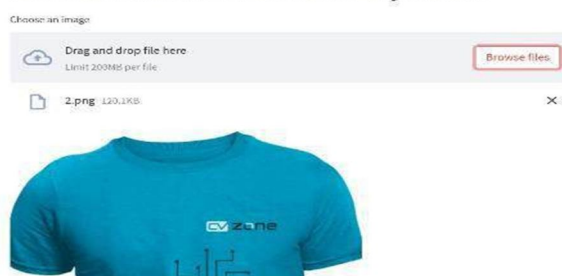 Choose an image
Drag and drop file here
Limit 200MB per file
Browse files
2.png 120.1KB
CVZone